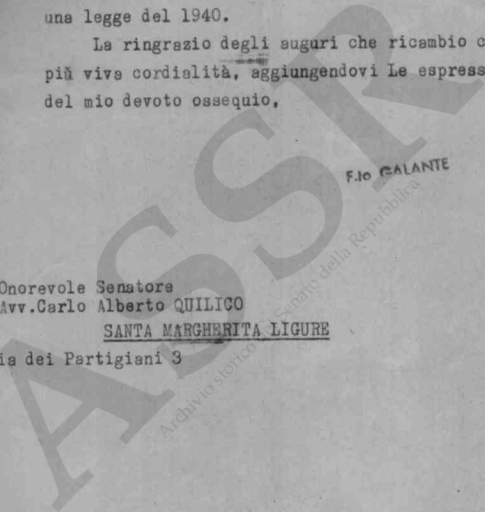 una legge del 1940.
La ringrazio degli auguri che ricambio c
più viva cordialità, aggiungendovi Le espress
del mio devoto ossequio,
F.to GALANTE
Onorevole Senatore
Avv.Carlo Alberto QUILICO
SANTA MARGHERITA LIGURE
ia dei Partigiani 3
ASSR
Archivio storico del Senato della Repubblica